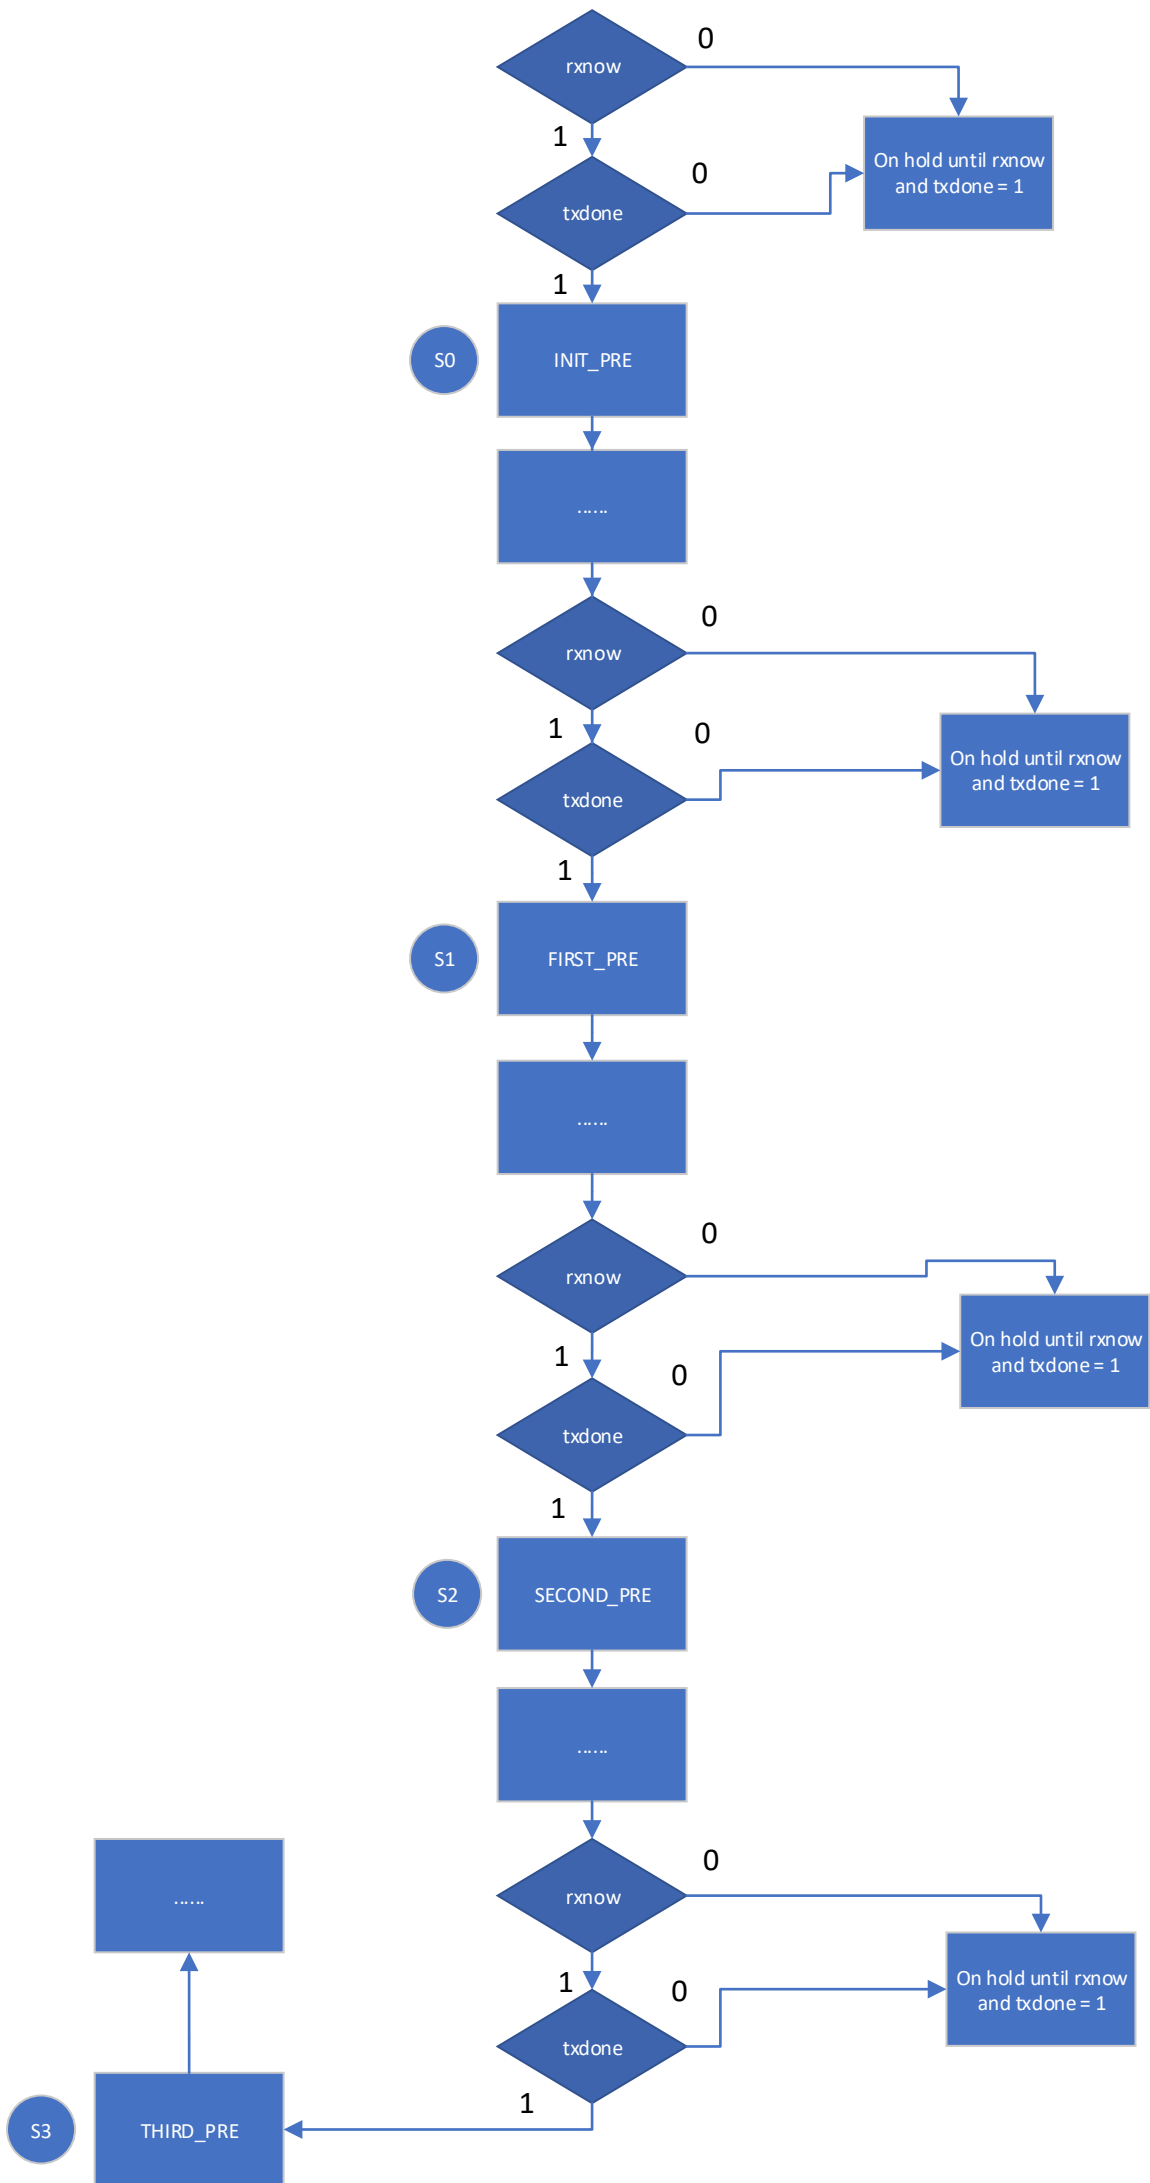 rxnow
0
On hold until rxnow
and txdone = 1
1
txdone
0
1
S0
INIT_PRE
......
rxnow
0
On hold until rxnow
and txdone = 1
1
txdone
0
1
S1
FIRST_PRE
......
rxnow
0
On hold until rxnow
and txdone = 1
1
txdone
0
1
S2
SECOND_PRE
......
rxnow
0
On hold until rxnow
and txdone = 1
1
txdone
0
1
S3
THIRD_PRE
......